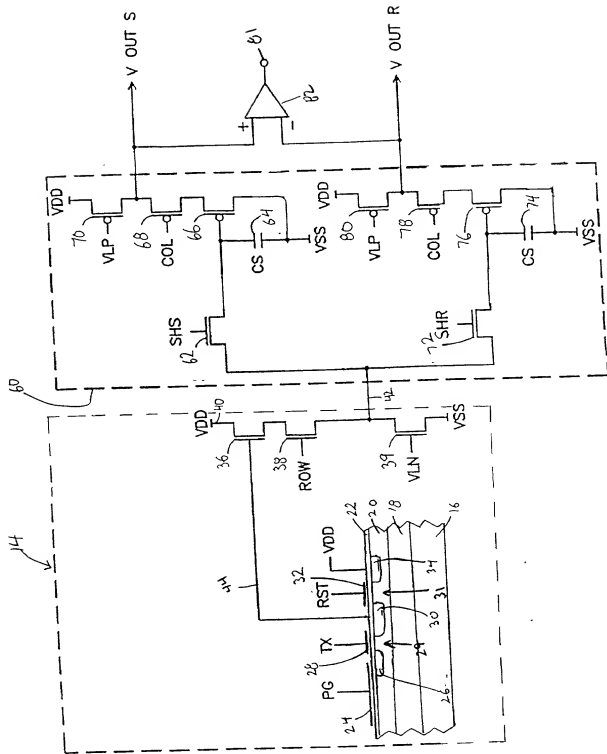 14
60
VDD
40
36
38
ROW
42
39
VLN
VSS
44
PG
24
TX
28
RST
32
VDD
22
20
18
16
26
29
30
31
34
SHS
62
SHR
72
VDD
70
VLP
68
COL
66
64
CS
VSS
VDD
80
VLP
78
COL
76
74
CS
VSS
V OUT S
V OUT R
+
-
82
81